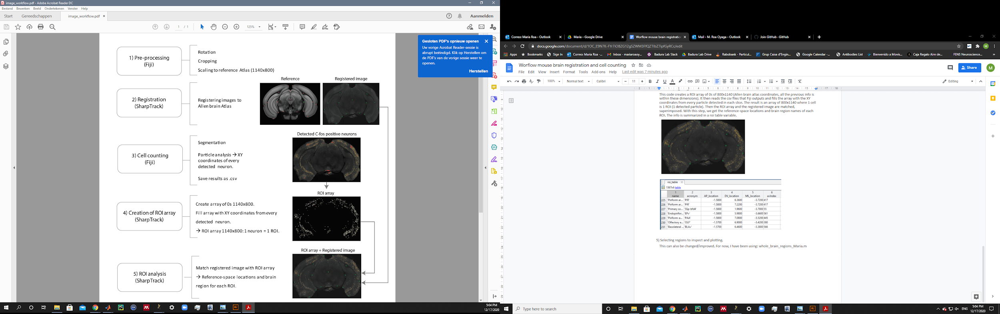 image_workflow.pdf - Adobe Acrobat Reader DC
Bestand Bewerken Beeld Ondertekenen Venster Help
Start Gereedschappen image_workflow.pdf
Aanmelden
1 / 1 125%
Gesloten PDF's opnieuw openen
Uw vorige Acrobat Reader-sessie is
abrupt beëindigd. Klik op Herstellen om
de PDF's van de vorige sessie weer te
openen.
Herstellen
1) Pre-processing
(Fiji)
Rotation
Cropping
Scaling to reference Atlas (1140x800)
Reference
Registered image
2) Registration
(SharpTrack)
Registering images to
Allen brain Atlas
Detected C-fos positive neurons
3) Cell counting
(Fiji)
Segmentation
Particle analysis → XY
coordinates of every
detected neuron.
Save results as .csv
ROI array
4) Creation of ROI array
(SharpTrack)
Create array of 0s 1140x800.
Fill array with XY coordinates from every
detected neuron.
→ ROI array 1140x800: 1 neuron = 1 ROI.
ROI array + Registered image
5) ROI analysis
(SharpTrack)
Match registered image with ROI array
→ Reference-space locations and brain
region for each ROI.
5:04 PM
12/17/2020
Correo: Maria Roa - Outlook
Maria - Google Drive
Worflow mouse brain registration
Mail - M. Roa Oyaga - Outlook
Join GitHub · GitHub
docs.google.com/document/d/1OC_E9N7K-FYr7iOBZG12gSZWM3FfQZTlbZ7ipfGyRCc/edit
Apps Bookmarks Sign In Correo: Maria Roa -... Inbox - mariaroaoy... Badura Lab Slack Badura Lab Drive Rabobank - Particul... Grup Caixa d'Engin... Google Calendar -... Antibodies List Bienvenido a Movis... Caja Regalo Aire de... FENS Neuroscience...
Worflow mouse brain registration and cell counting
File Edit View Insert Format Tools Add-ons Help Last edit was 7 minutes ago
Share
M
100% Normal text Calibri 11 B I U A Editing
This code creates a ROI array of 0s of 800x1140 (Allen brain atlas coordinates, all the previous info is
within these dimensions). It then reads the csv files that Fiji outputs and fills the array with the XY
coordinates from every particle detected in each slice. The result is an array of 800x1140 where 1 cell
is 1 ROI (1 detected particle). Then the ROI array and the registered image are matched,
superimposed. With this step, we get the reference-space locations and brain region names of each
ROI. The info is summarized in a roi table variable.
roi_table
1367x6 table
1 2 3 4 5 6
name acronym AP_location DV_location ML_location avIndex
225 'Piriform ar... 'PIR' -1.5800 6.3600 -3.7200 417
226 'Piriform ar... 'PIR' -1.5800 7.2200 -3.7200 417
227 'Primary so... 'SSp-bfd4' -1.5800 1.9600 -3.7000 55
228 'Endopirifor... 'EPv' -1.5800 5.9800 -3.6600 561
229 'Piriform-a... 'PAA' -1.5800 7.0800 -3.5200 445
230 'Olfactory a... 'OLF' -1.5700 6.9000 -3.4200 380
231 'Basolateral ... 'BLAv' -1.5700 6.4600 -3.3800 566
5) Selecting regions to inspect and plotting.
This can also be changed/improved. For now, I have been using: whole_brain_regions_Maria.m
Type here to search
ENG
5:04 PM
12/17/2020